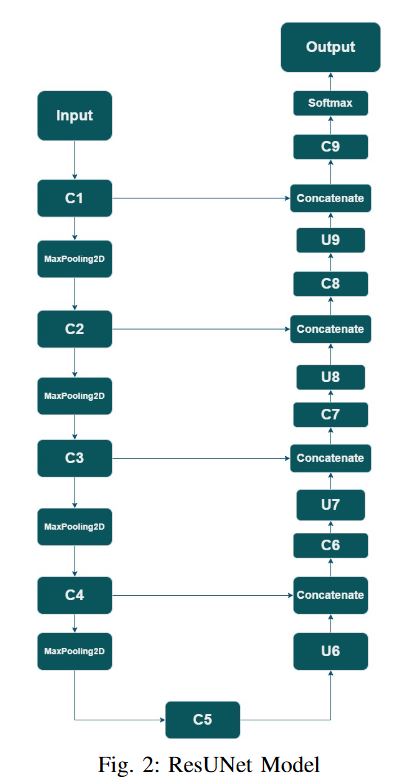 Input
C1
MaxPooling2D
C2
MaxPooling2D
C3
MaxPooling2D
C4
MaxPooling2D
C5
U6
Concatenate
C6
U7
Concatenate
C7
U8
Concatenate
C8
U9
Concatenate
C9
Softmax
Output
Fig. 2: ResUNet Model